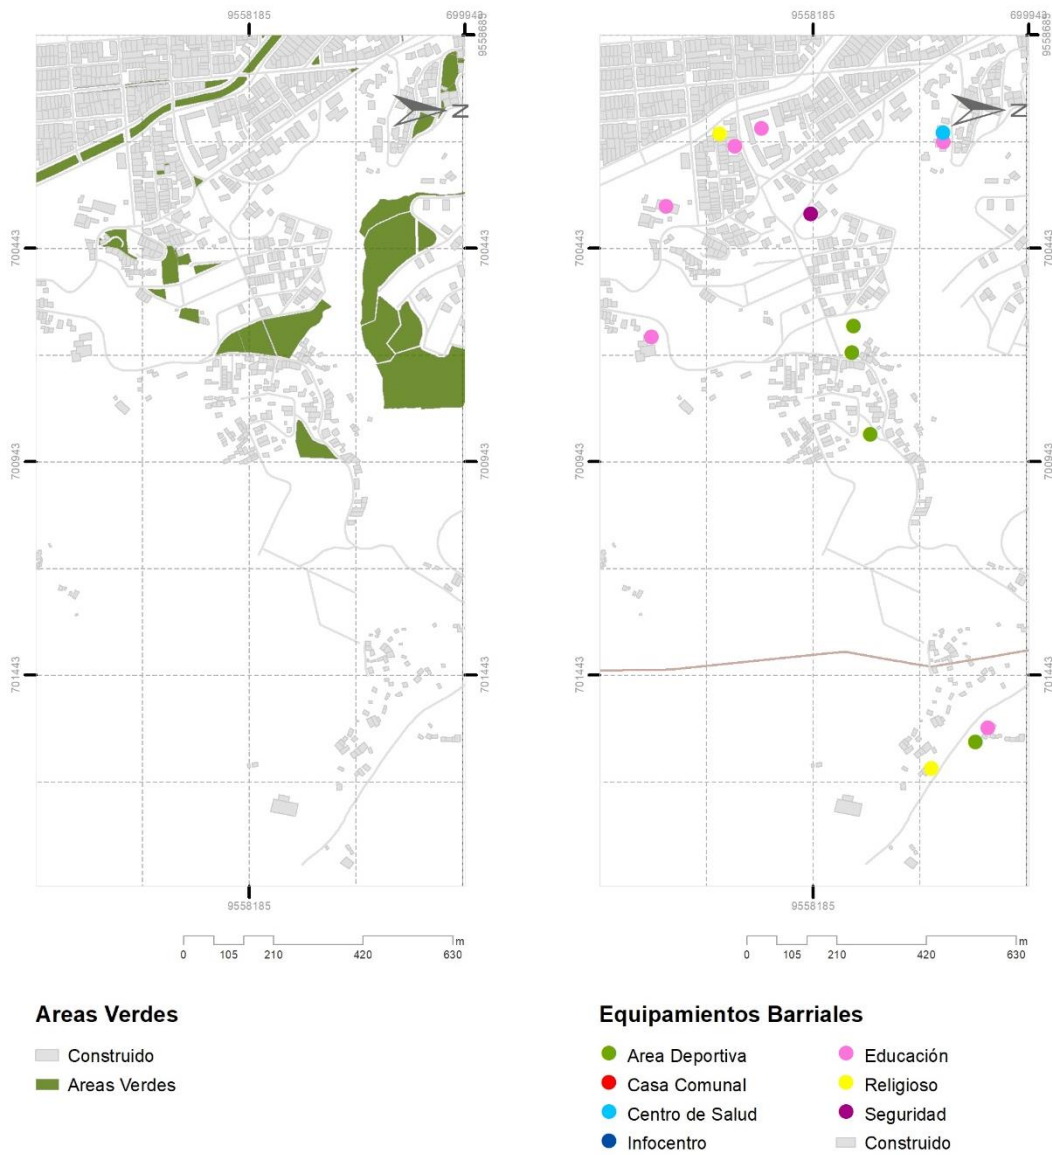 9558185
699943
9558185
699943
9558685
9558685
N
N
700443
700443
700443
700443
700943
700943
700943
700943
701443
701443
701443
701443
9558185
9558185
0 105 210 420 630 m
0 105 210 420 630 m
Areas Verdes
Construido
Areas Verdes
Equipamientos Barriales
Area Deportiva
Casa Comunal
Centro de Salud
Infocentro
Educación
Religioso
Seguridad
Construido